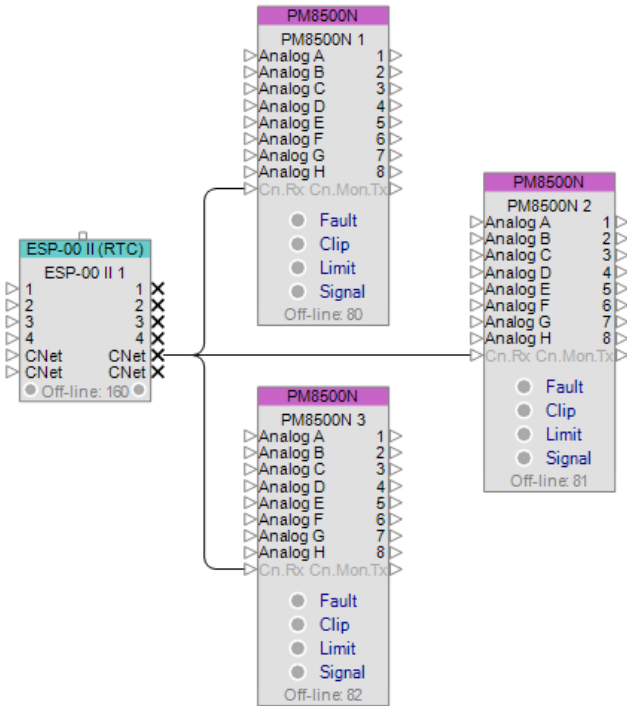 PM8500N
PM8500N 1
Analog A 1
Analog B 2
Analog C 3
Analog D 4
Analog E 5
Analog F 6
Analog G 7
Analog H 8
Cn.Rx Cn.Mon.Tx
Fault
Clip
Limit
Signal
Off-line: 80
ESP-00 II (RTC)
ESP-00 II 1
1 1
2 2
3 3
4 4
CNet CNet
CNet CNet
Off-line: 160
PM8500N
PM8500N 2
Analog A 1
Analog B 2
Analog C 3
Analog D 4
Analog E 5
Analog F 6
Analog G 7
Analog H 8
Cn.Rx Cn.Mon.Tx
Fault
Clip
Limit
Signal
Off-line: 81
PM8500N
PM8500N 3
Analog A 1
Analog B 2
Analog C 3
Analog D 4
Analog E 5
Analog F 6
Analog G 7
Analog H 8
Cn.Rx Cn.Mon.Tx
Fault
Clip
Limit
Signal
Off-line: 82